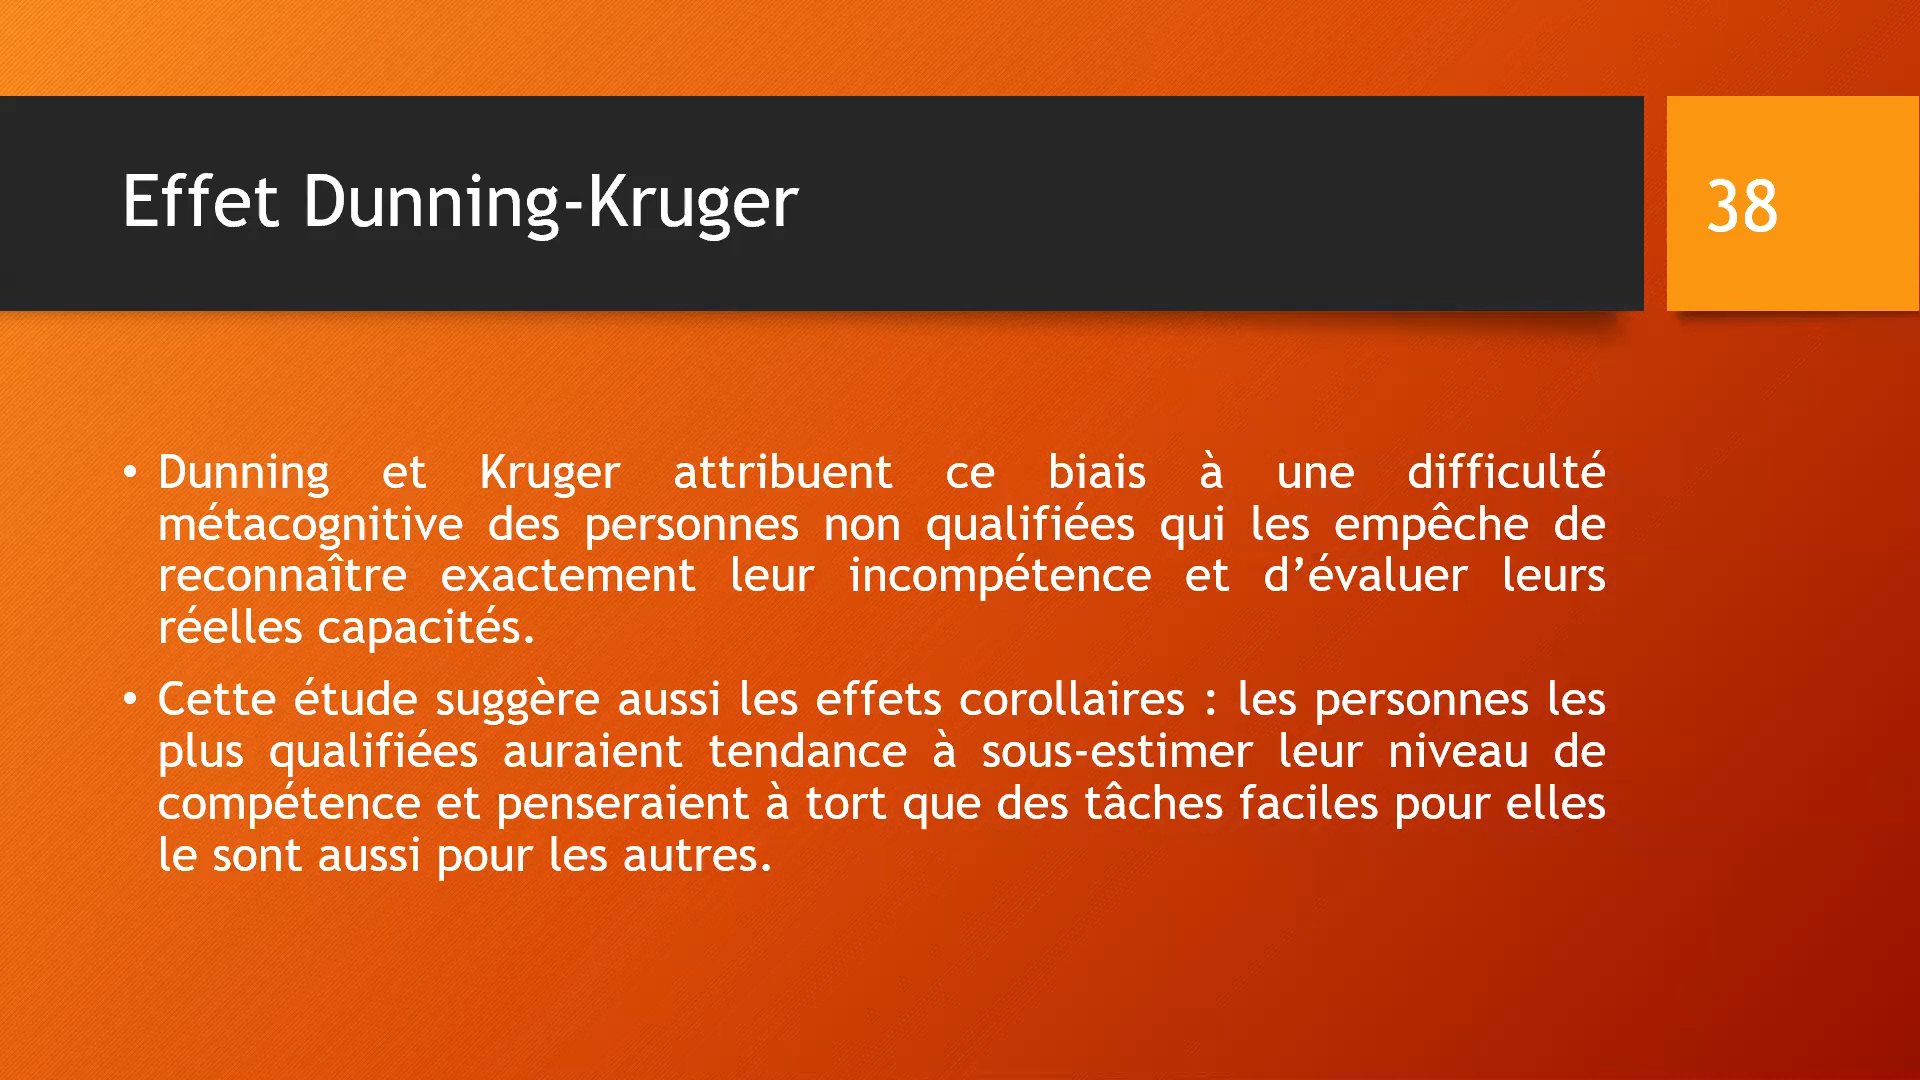 Effet Dunning-Kruger
38
• Dunning et Kruger attribuent ce biais à une difficulté
métacognitive des personnes non qualifiées qui les empêche de
reconnaître exactement leur incompétence et d’évaluer leurs
réelles capacités.
• Cette étude suggère aussi les effets corollaires : les personnes les
plus qualifiées auraient tendance à sous-estimer leur niveau de
compétence et penseraient à tort que des tâches faciles pour elles
le sont aussi pour les autres.